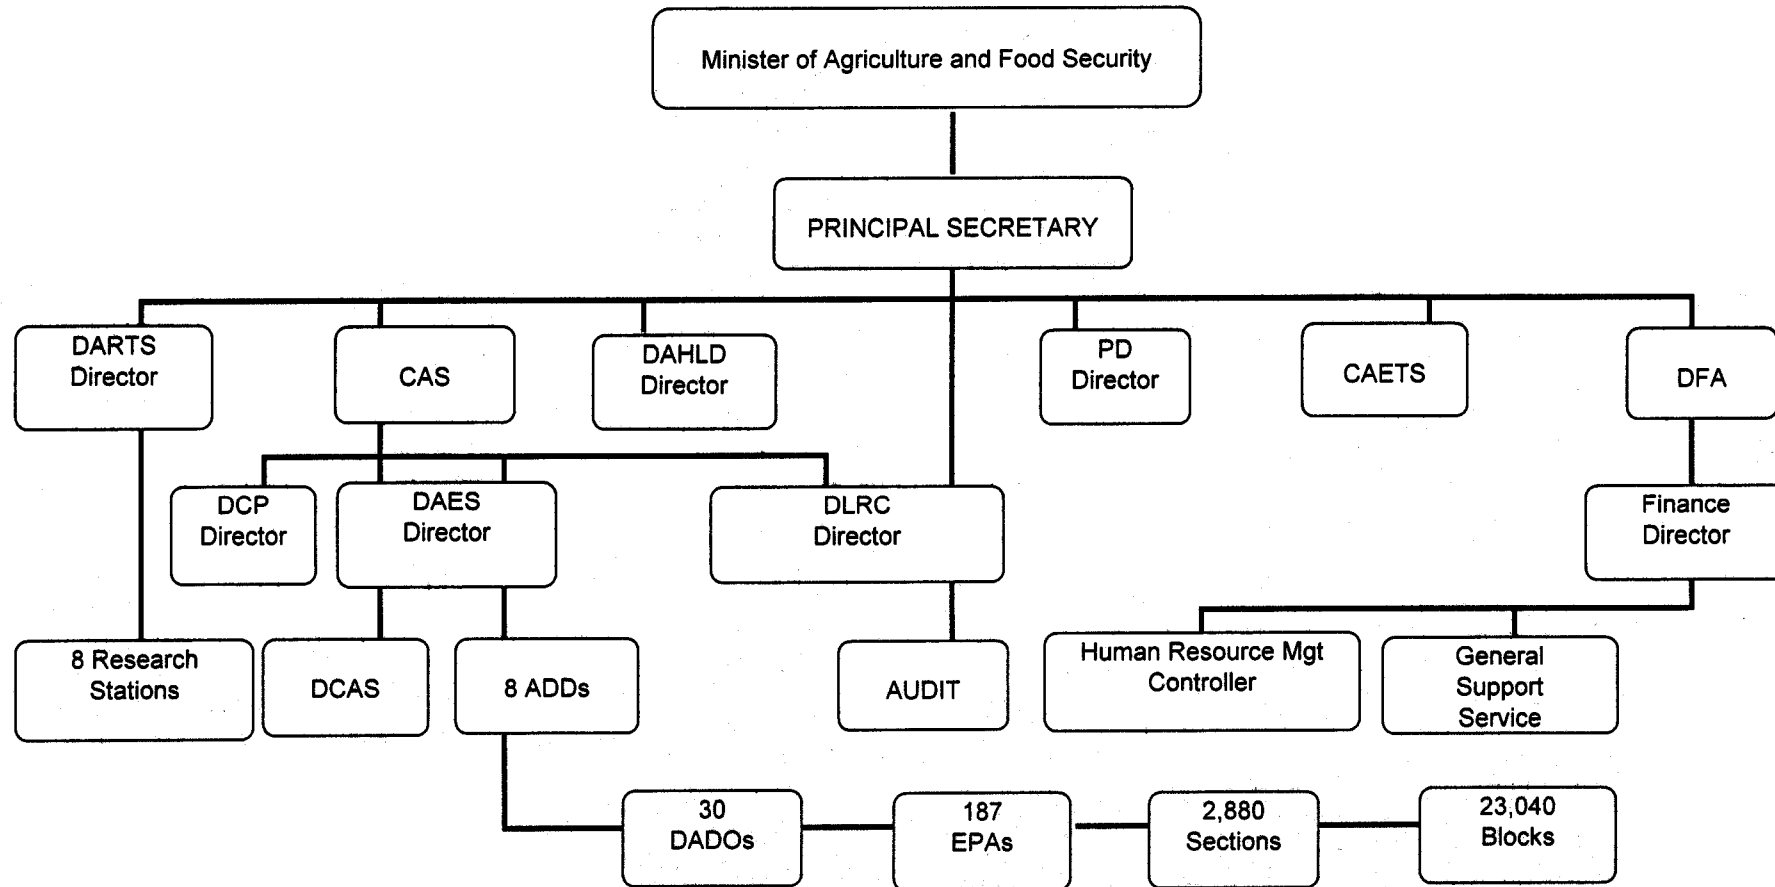 Minister of Agriculture and Food Security
PRINCIPAL SECRETARY
DARTS
Director
CAS
DAHLD
Director
PD
Director
CAETS
DFA
DCP
Director
DAES
Director
DLRC
Director
Finance
Director
8 Research
Stations
DCAS
8 ADDs
AUDIT
Human Resource Mgt
Controller
General
Support
Service
30
DADOs
187
EPAs
2,880
Sections
23,040
Blocks